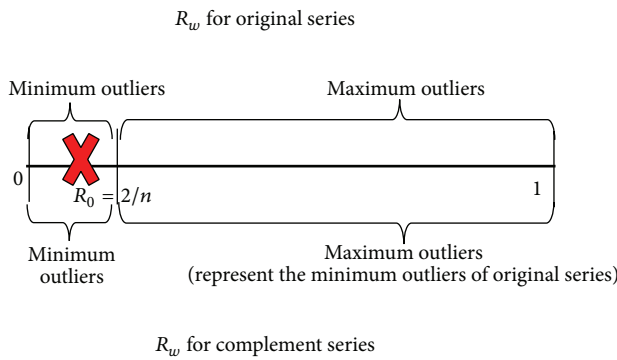 R_w for original series
Minimum outliers
Maximum outliers
0
R_0 = 2/n
1
Minimum
outliers
Maximum outliers
(represent the minimum outliers of original series)
R_w for complement series